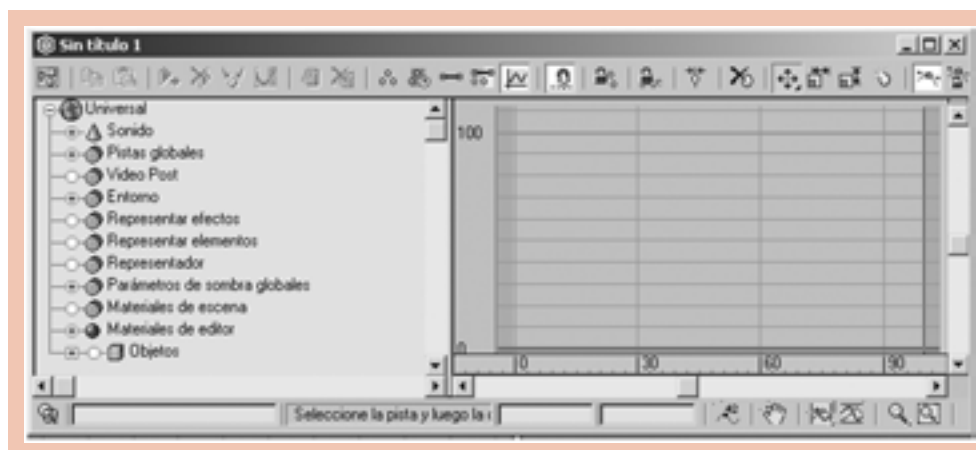 Sin título 1
Universal
Sonido
Pistas globales
Video Post
Entorno
Representar efectos
Representar elementos
Representador
Parámetros de sombra globales
Materiales de escena
Materiales de editor
Objetos
100
0
0 30 60 90
Seleccione la pista y luego la